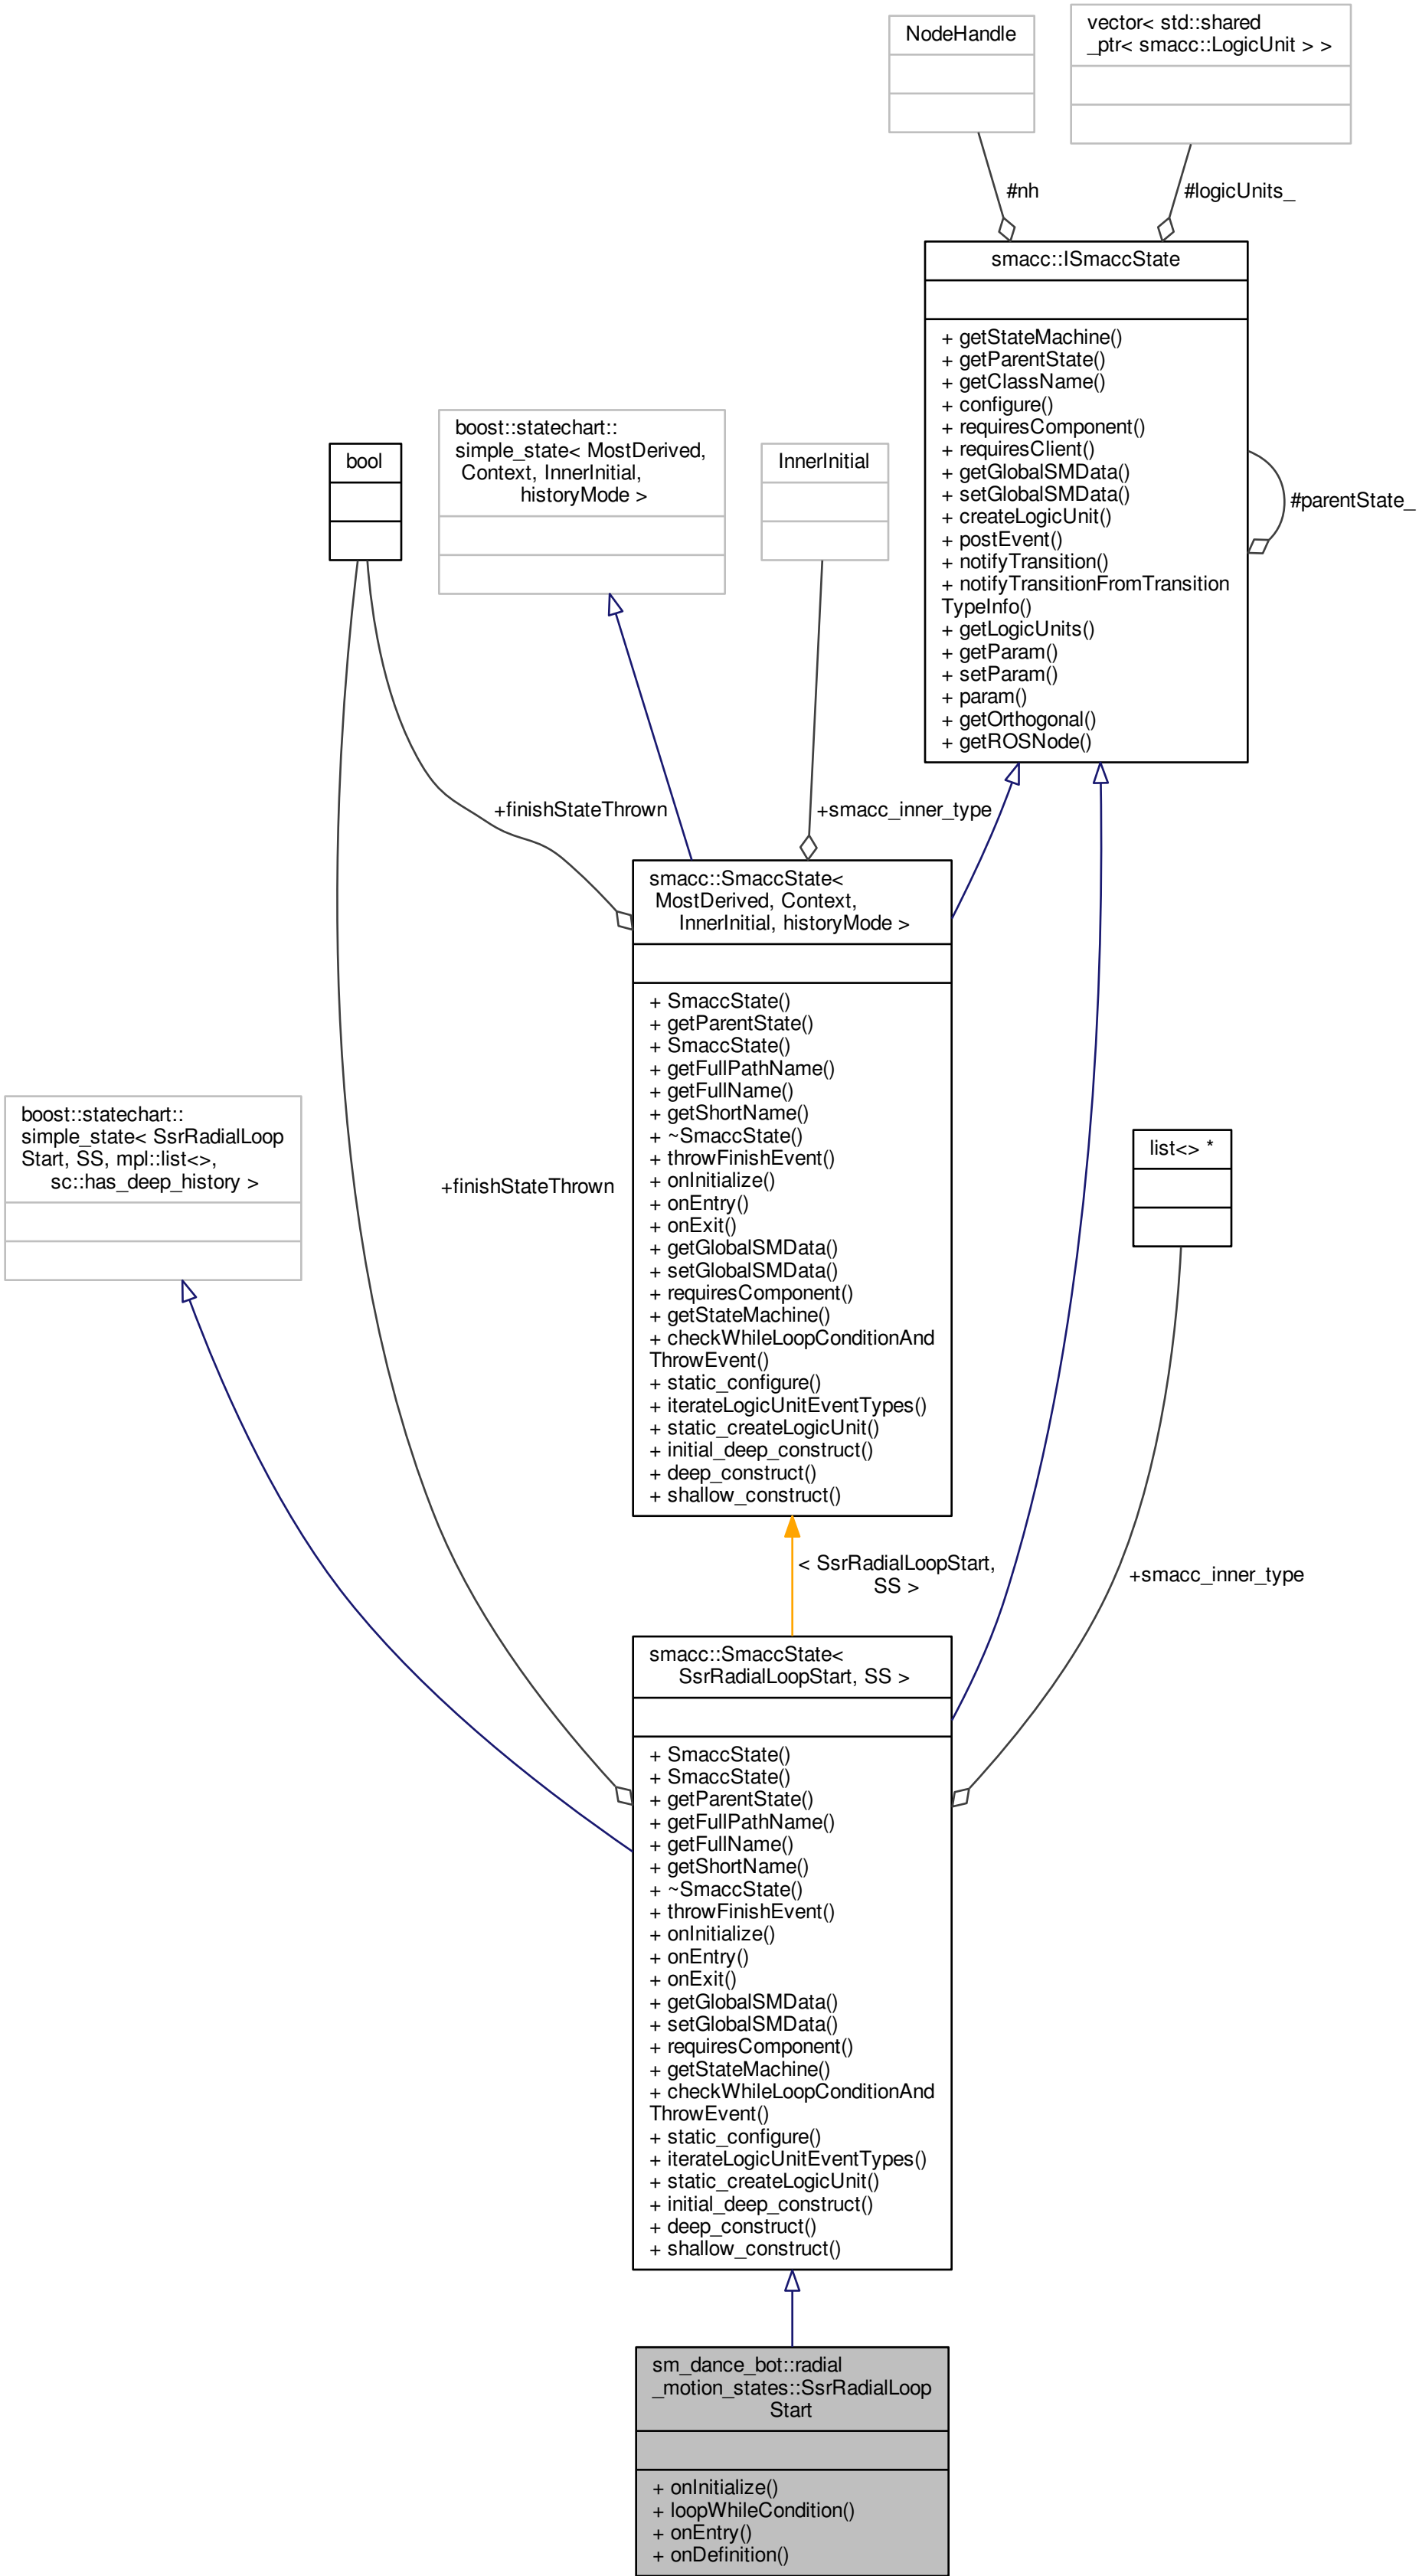 NodeHandle
vector< std::shared
_ptr< smacc::LogicUnit > >
#nh
#logicUnits_
smacc::ISmaccState
+ getStateMachine()
+ getParentState()
+ getClassName()
+ configure()
+ requiresComponent()
+ requiresClient()
+ getGlobalSMData()
+ setGlobalSMData()
+ createLogicUnit()
+ postEvent()
+ notifyTransition()
+ notifyTransitionFromTransition
TypeInfo()
+ getLogicUnits()
+ getParam()
+ setParam()
+ param()
+ getOrthogonal()
+ getROSNode()
#parentState_
bool
boost::statechart::
simple_state< MostDerived,
Context, InnerInitial,
historyMode >
InnerInitial
+finishStateThrown
+smacc_inner_type
smacc::SmaccState<
MostDerived, Context,
InnerInitial, historyMode >
+ SmaccState()
+ getParentState()
+ SmaccState()
+ getFullPathName()
+ getFullName()
+ getShortName()
+ ~SmaccState()
+ throwFinishEvent()
+ onInitialize()
+ onEntry()
+ onExit()
+ getGlobalSMData()
+ setGlobalSMData()
+ requiresComponent()
+ getStateMachine()
+ checkWhileLoopConditionAnd
ThrowEvent()
+ static_configure()
+ iterateLogicUnitEventTypes()
+ static_createLogicUnit()
+ initial_deep_construct()
+ deep_construct()
+ shallow_construct()
boost::statechart::
simple_state< SsrRadialLoop
Start, SS, mpl::list<>,
sc::has_deep_history >
+finishStateThrown
list<> *
< SsrRadialLoopStart,
SS >
+smacc_inner_type
smacc::SmaccState<
SsrRadialLoopStart, SS >
+ SmaccState()
+ SmaccState()
+ getParentState()
+ getFullPathName()
+ getFullName()
+ getShortName()
+ ~SmaccState()
+ throwFinishEvent()
+ onInitialize()
+ onEntry()
+ onExit()
+ getGlobalSMData()
+ setGlobalSMData()
+ requiresComponent()
+ getStateMachine()
+ checkWhileLoopConditionAnd
ThrowEvent()
+ static_configure()
+ iterateLogicUnitEventTypes()
+ static_createLogicUnit()
+ initial_deep_construct()
+ deep_construct()
+ shallow_construct()
sm_dance_bot::radial
_motion_states::SsrRadialLoop
Start
+ onInitialize()
+ loopWhileCondition()
+ onEntry()
+ onDefinition()